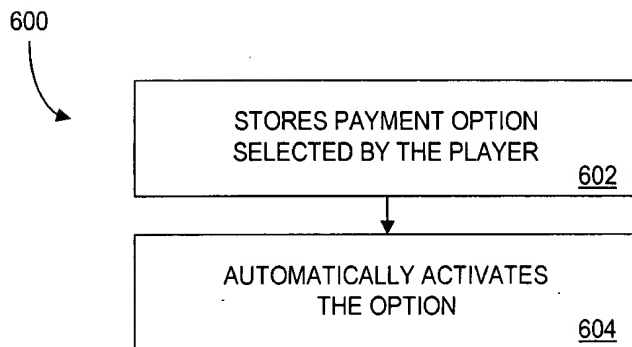 600
STORES PAYMENT OPTION
SELECTED BY THE PLAYER
602
AUTOMATICALLY ACTIVATES
THE OPTION
604